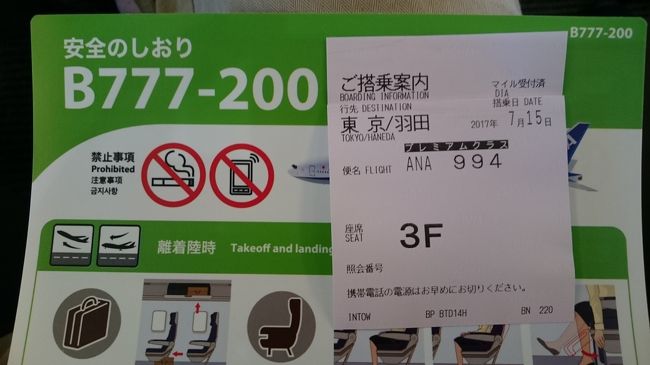 安全のしおり
B777-200
B777-200
禁止事項
Prohibited
注意事項
금지사항
離着陸時 Takeoff and landing
ご搭乗案内
BOARDING INFORMATION
マイル受付済
DIA
行先 DESTINATION
搭乗日 DATE
東京/羽田
TOKYO/HANEDA
2017年 7月15日
プレミアムクラス
便名 FLIGHT ANA 994
座席
SEAT 3F
照会番号
携帯電話の電源はお早めにお切りください。
INTOW BP BTD14H BN 220